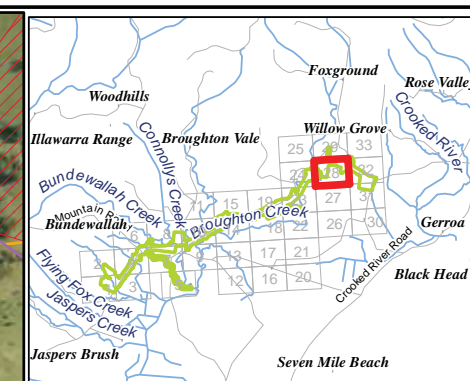 Foxground
Rose Valley
Woodhills
Crooked River
Connollys Creek
Willow Grove
Illawarra Range
Broughton Vale
25
29
33
24
28
32
Bundewallah Creek
11
15
19
23
27
31
Mountain
Bundewallah
Broughton Creek
18
22
26
30
Gerroa
Crooked River Road
Flying Fox Creek
13
17
21
Black Head
3
12
16
20
Jaspers Creek
Jaspers Brush
Seven Mile Beach